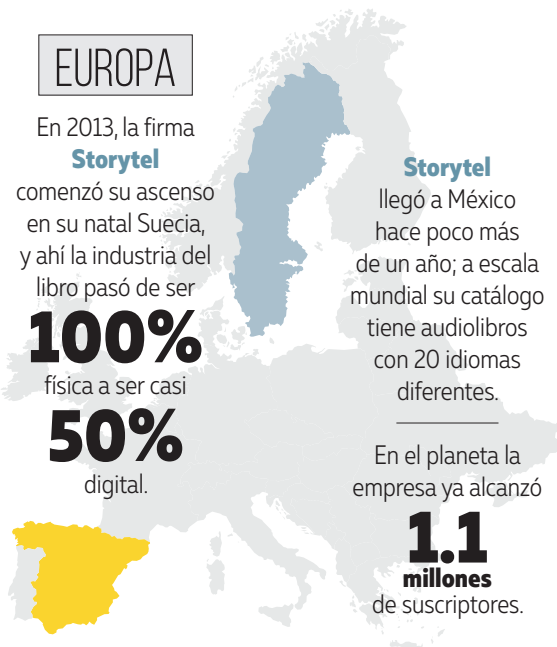 EUROPA
En 2013, la firma
Storytel
comenzó su ascenso
en su natal Suecia,
y ahí la industria del
libro pasó de ser
100%
física a ser casi
50%
digital.
Storytel
llegó a México
hace poco más
de un año; a escala
mundial su catálogo
tiene audiolibros
con 20 idiomas
diferentes.
En el planeta la
empresa ya alcanzó
1.1
millones
de suscriptores.